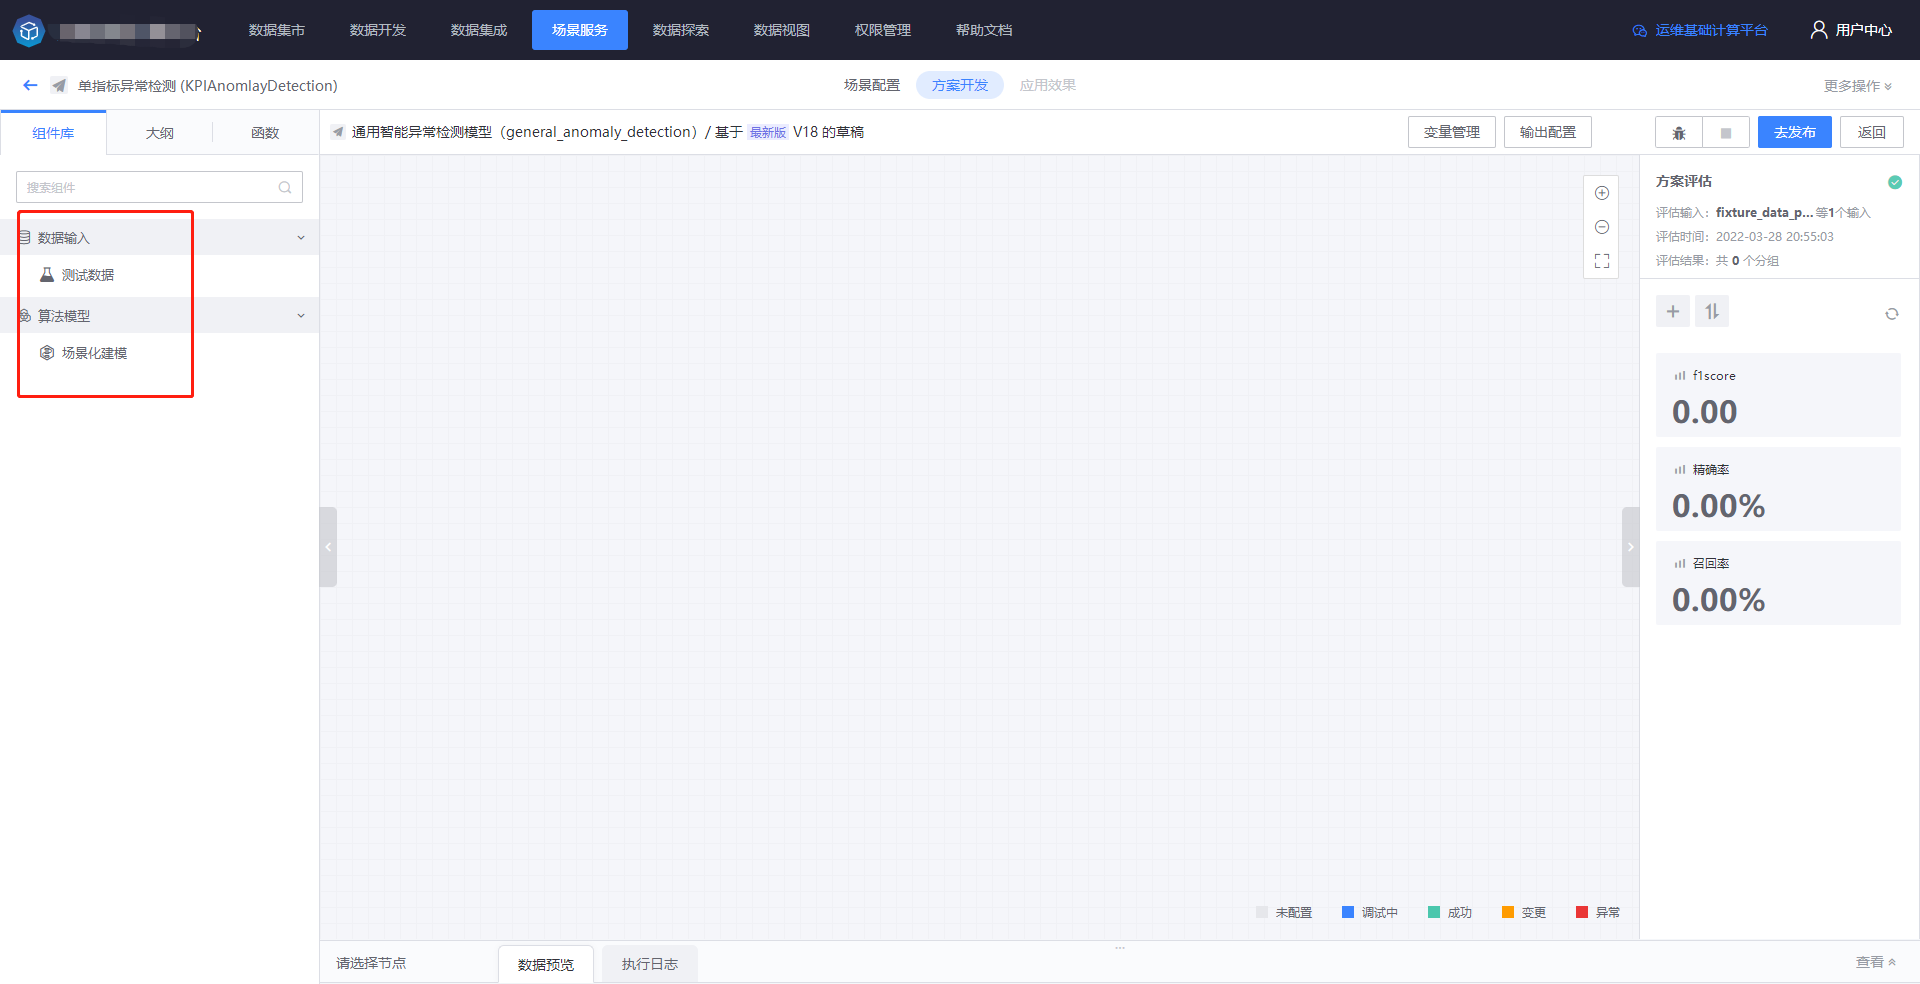 数据集市 数据开发 数据集成 场景服务 数据探索 数据视图 权限管理 帮助文档 运维基础计算平台 用户中心
单指标异常检测 (KPIAnomlayDetection) 场景配置 方案开发 应用效果 更多操作
组件库 大纲 函数 通用智能异常检测模型（general_anomaly_detection）/ 基于 最新版 V18 的草稿 变量管理 输出配置 去发布 返回
搜索组件
数据输入
测试数据
算法模型
场景化建模
方案评估
评估输入： fixture_data_p... 等1个输入
评估时间： 2022-03-28 20:55:03
评估结果： 共 0 个分组
f1score
0.00
精确率
0.00%
召回率
0.00%
未配置 调试中 成功 变更 异常
请选择节点 数据预览 执行日志 查看